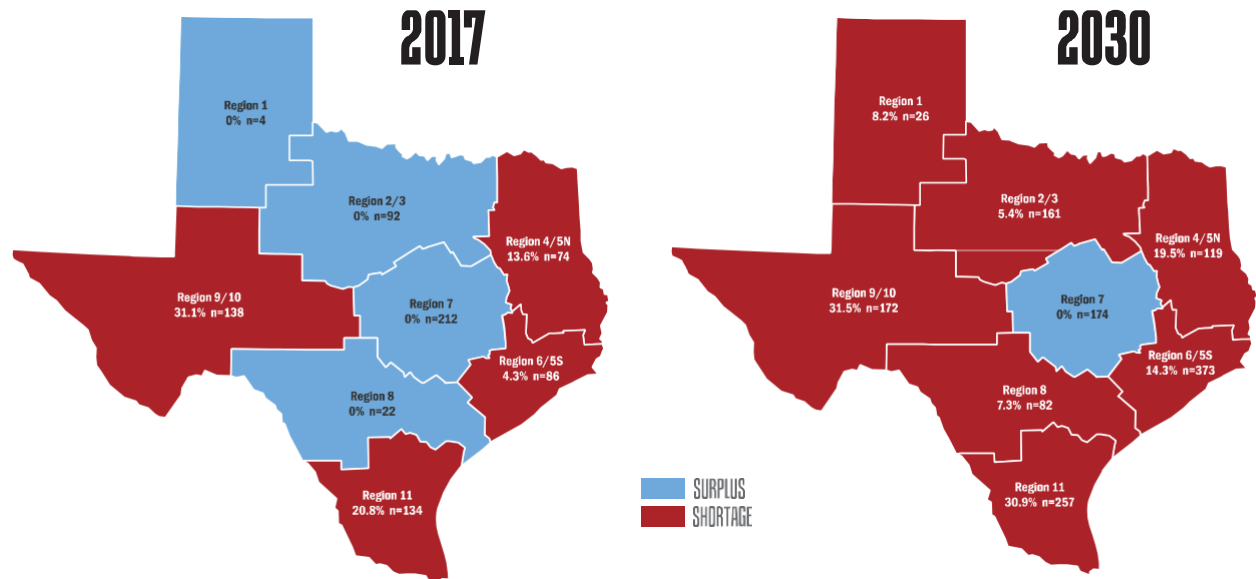 2017
Region 1
0% n=4
Region 2/3
0% n=92
Region 4/5N
13.6% n=74
Region 9/10
31.1% n=138
Region 7
0% n=212
Region 6/5S
4.3% n=86
Region 8
0% n=22
Region 11
20.8% n=134
2030
Region 1
8.2% n=26
Region 2/3
5.4% n=161
Region 4/5N
19.5% n=119
Region 9/10
31.5% n=172
Region 7
0% n=174
Region 6/5S
14.3% n=373
Region 8
7.3% n=82
Region 11
30.9% n=257
SURPLUS
SHORTAGE